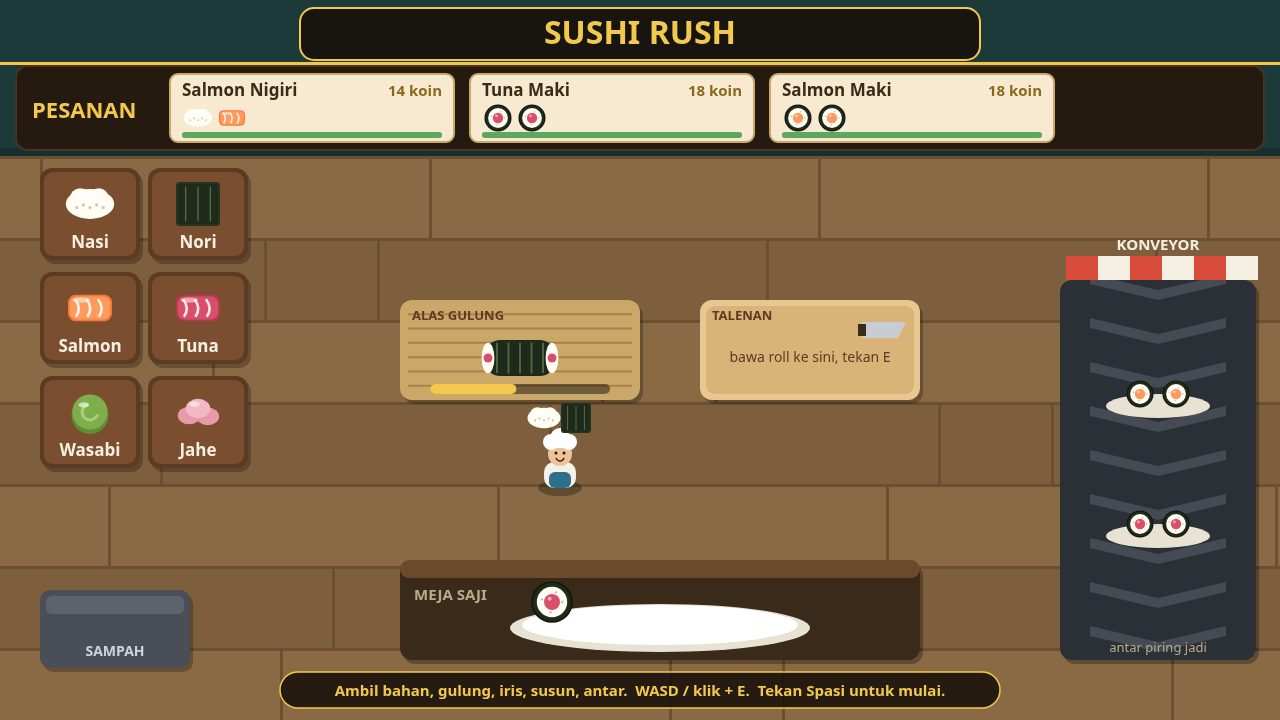 SUSHI RUSH
PESANAN
Salmon Nigiri 14 koin
Tuna Maki 18 koin
Salmon Maki 18 koin
Nasi
Nori
Salmon
Tuna
Wasabi
Jahe
ALAS GULUNG
TALENAN
bawa roll ke sini, tekan E
KONVEYOR
antar piring jadi
MEJA SAJI
SAMPAH
Ambil bahan, gulung, iris, susun, antar.  WASD / klik + E.  Tekan Spasi untuk mulai.